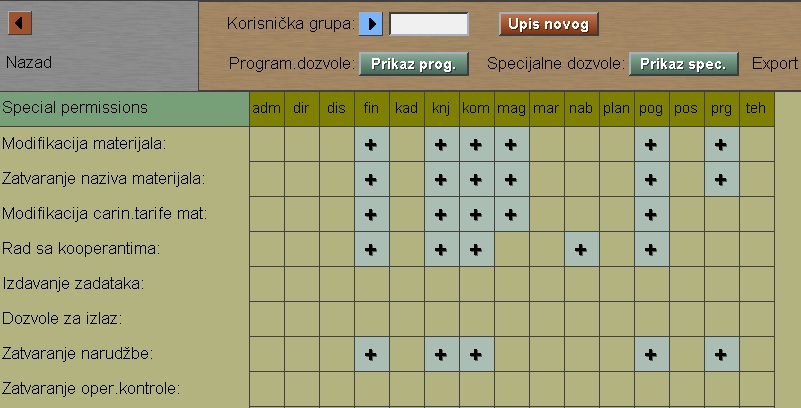 Korisnička grupa: Upis novog
Nazad Program.dozvole: Prikaz prog. Specijalne dozvole: Prikaz spec. Export
Special permissions adm dir dis fin kad knj kom mag mar nab plan pog pos prg teh
Modifikacija materijala: + + + + + +
Zatvaranje naziva materijala: + + + + + +
Modifikacija carin.tarife mat: + + + + +
Rad sa kooperantima: + + + + +
Izdavanje zadataka:
Dozvole za izlaz:
Zatvaranje narudžbe: + + + + +
Zatvaranje oper.kontrole: